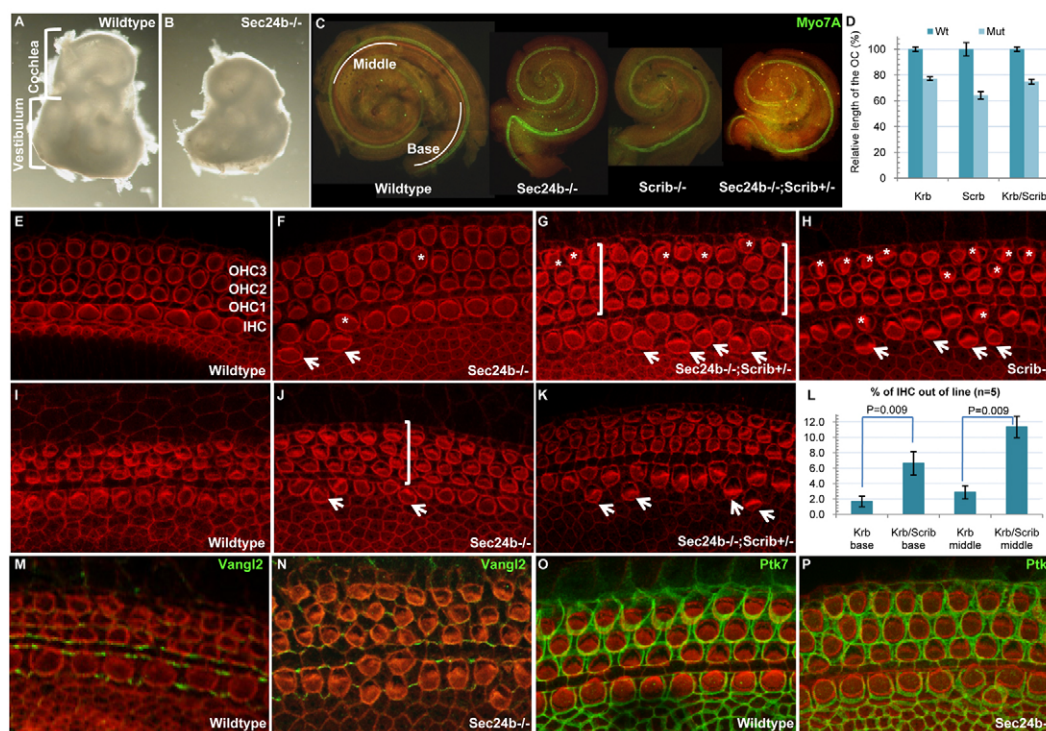 A
Wildtype
Cochlea
Vestibulum
B
Sec24b-/-
C
Myo7A
Middle
Base
Wildtype
Sec24b-/-
Scrib-/-
Sec24b-/-;Scrib+/-
D
Wt
Mut
Relative length of the OC (%)
100
80
60
40
20
0
Krb
Scrb
Krb/Scrib
E
OHC3
OHC2
OHC1
IHC
Wildtype
F
*
*
Sec24b-/-
G
* * * * *
Sec24b-/-;Scrib+/-
H
* * * * * * * * * *
Scrib-
I
Wildtype
J
Sec24b-/-
K
Sec24b-/-;Scrib+/-
L
% of IHC out of line (n=5)
P=0.009
P=0.009
12.0
10.0
8.0
6.0
4.0
2.0
0.0
Krb base
Krb/Scrib base
Krb middle
Krb/Scrib middle
M
Vangl2
Wildtype
N
Vangl2
Sec24b-/-
O
Ptk7
Wildtype
P
Ptk
Sec24b-